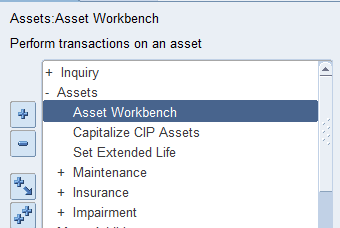 Assets:Asset Workbench
Perform transactions on an asset
+ Inquiry
- Assets
Asset Workbench
Capitalize CIP Assets
Set Extended Life
+ Maintenance
+ Insurance
+ Impairment